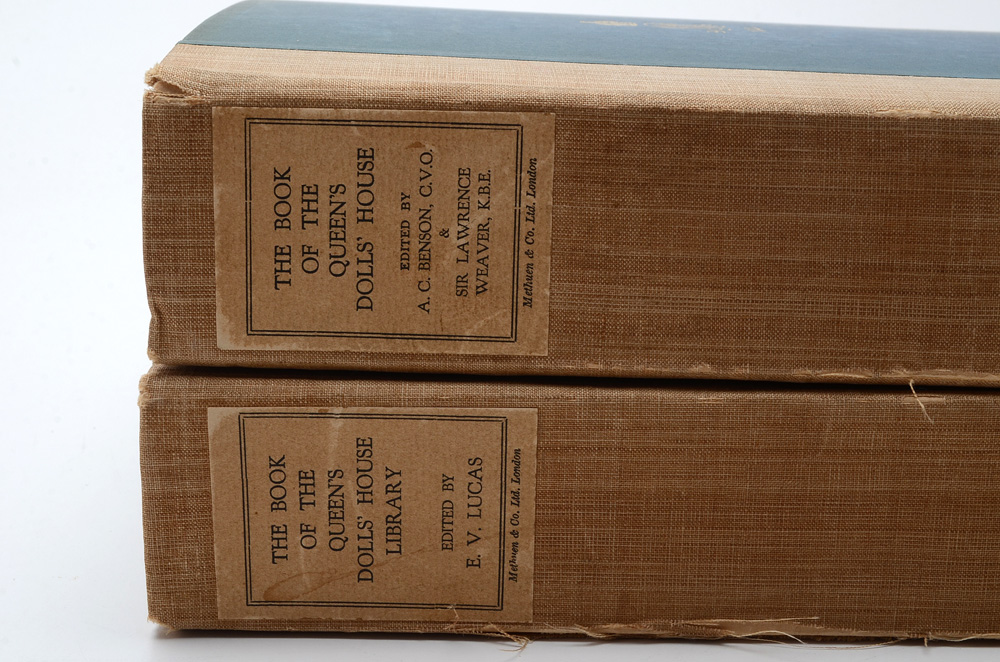 THE BOOK
OF THE
QUEEN'S
DOLLS' HOUSE
EDITED BY
A. C. BENSON, C.V.O.
&
SIR LAWRENCE
WEAVER, K.B.E.
Methuen & Co. Ltd. London
THE BOOK
OF THE
QUEEN'S
DOLLS' HOUSE
LIBRARY
EDITED BY
E. V. LUCAS
Methuen & Co. Ltd. London